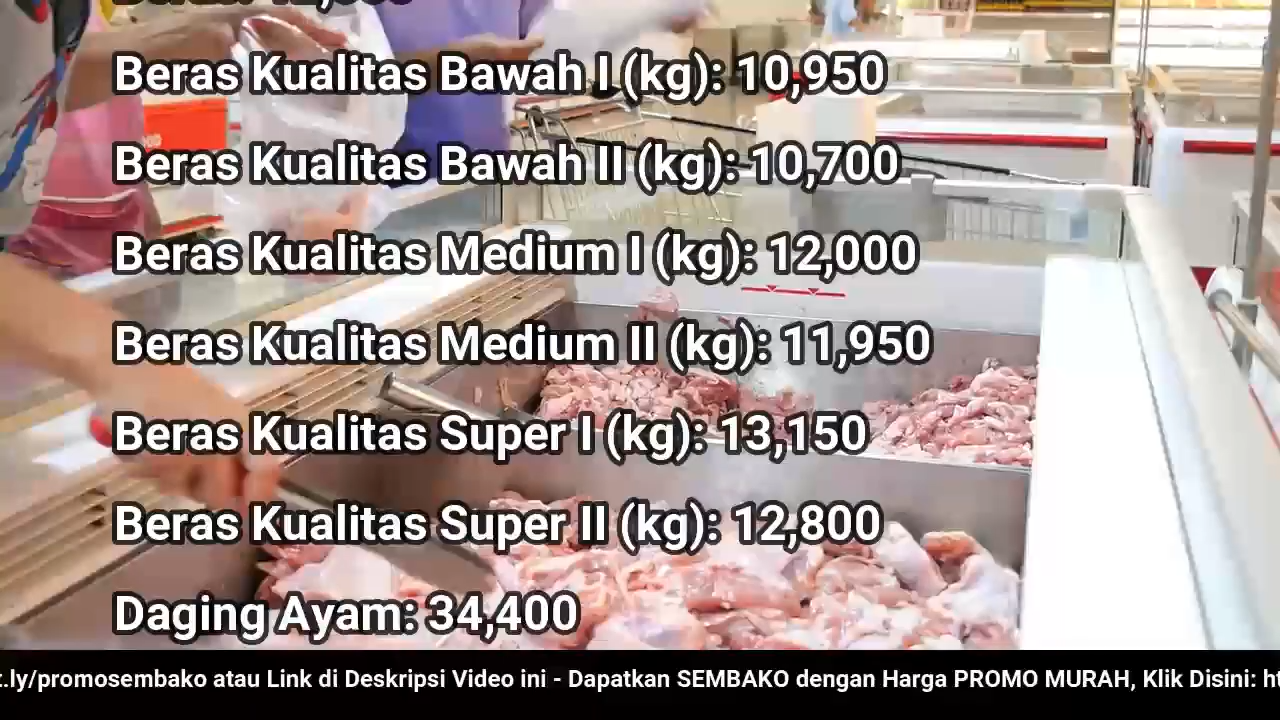 Beras Kualitas Bawah I (kg): 10,950
Beras Kualitas Bawah II (kg): 10,700
Beras Kualitas Medium I (kg): 12,000
Beras Kualitas Medium II (kg): 11,950
Beras Kualitas Super I (kg): 13,150
Beras Kualitas Super II (kg): 12,800
Daging Ayam: 34,400
.ly/promosembako atau Link di Deskripsi Video ini - Dapatkan SEMBAKO dengan Harga PROMO MURAH, Klik Disini: